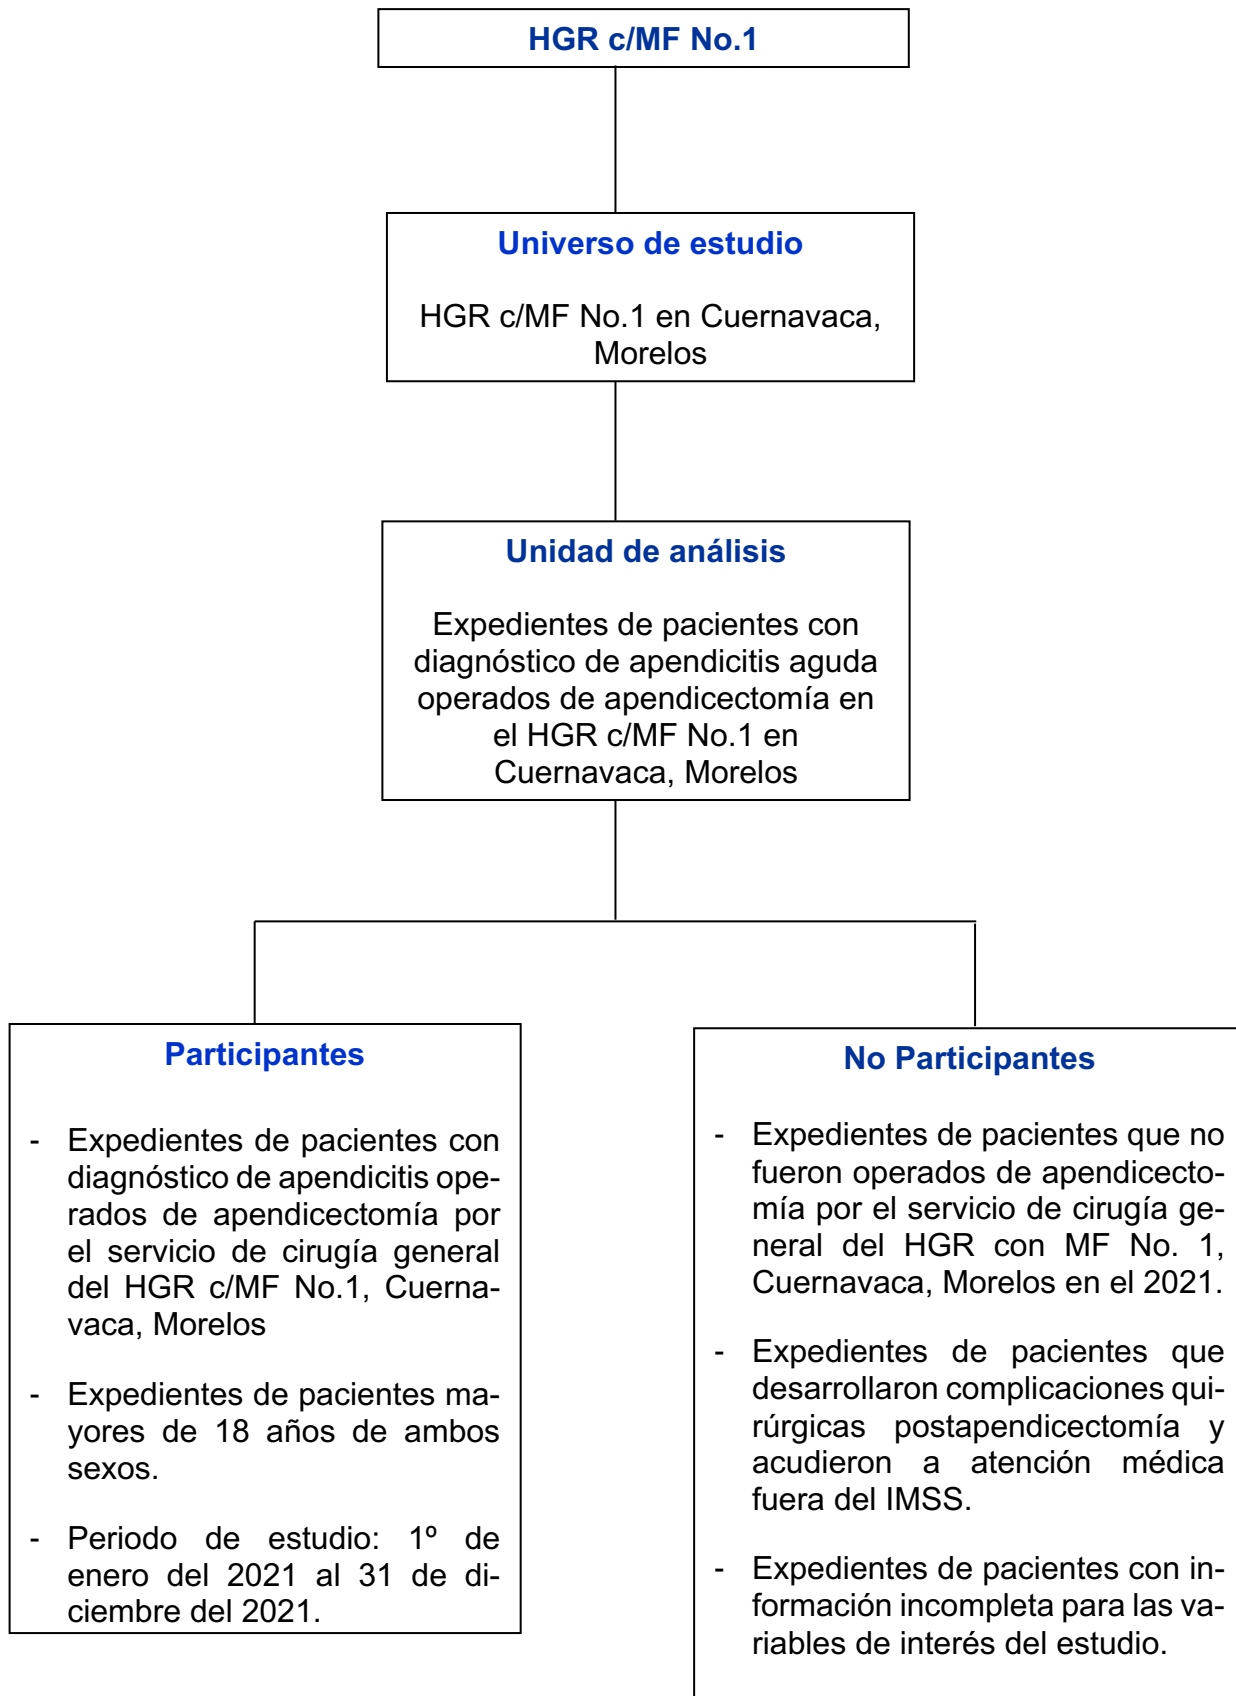 HGR c/MF No.1
Universo de estudio
HGR c/MF No.1 en Cuernavaca,
Morelos
Unidad de análisis
Expedientes de pacientes con
diagnóstico de apendicitis aguda
operados de apendicectomía en
el HGR c/MF No.1 en
Cuernavaca, Morelos
Participantes
- Expedientes de pacientes con
diagnóstico de apendicitis ope-
rados de apendicectomía por
el servicio de cirugía general
del HGR c/MF No.1, Cuerna-
vaca, Morelos
- Expedientes de pacientes ma-
yores de 18 años de ambos
sexos.
- Periodo de estudio: 1º de
enero del 2021 al 31 de di-
ciembre del 2021.
No Participantes
- Expedientes de pacientes que no
fueron operados de apendicecto-
mía por el servicio de cirugía ge-
neral del HGR con MF No. 1,
Cuernavaca, Morelos en el 2021.
- Expedientes de pacientes que
desarrollaron complicaciones qui-
rúrgicas postapendicectomía y
acudieron a atención médica
fuera del IMSS.
- Expedientes de pacientes con in-
formación incompleta para las va-
riables de interés del estudio.